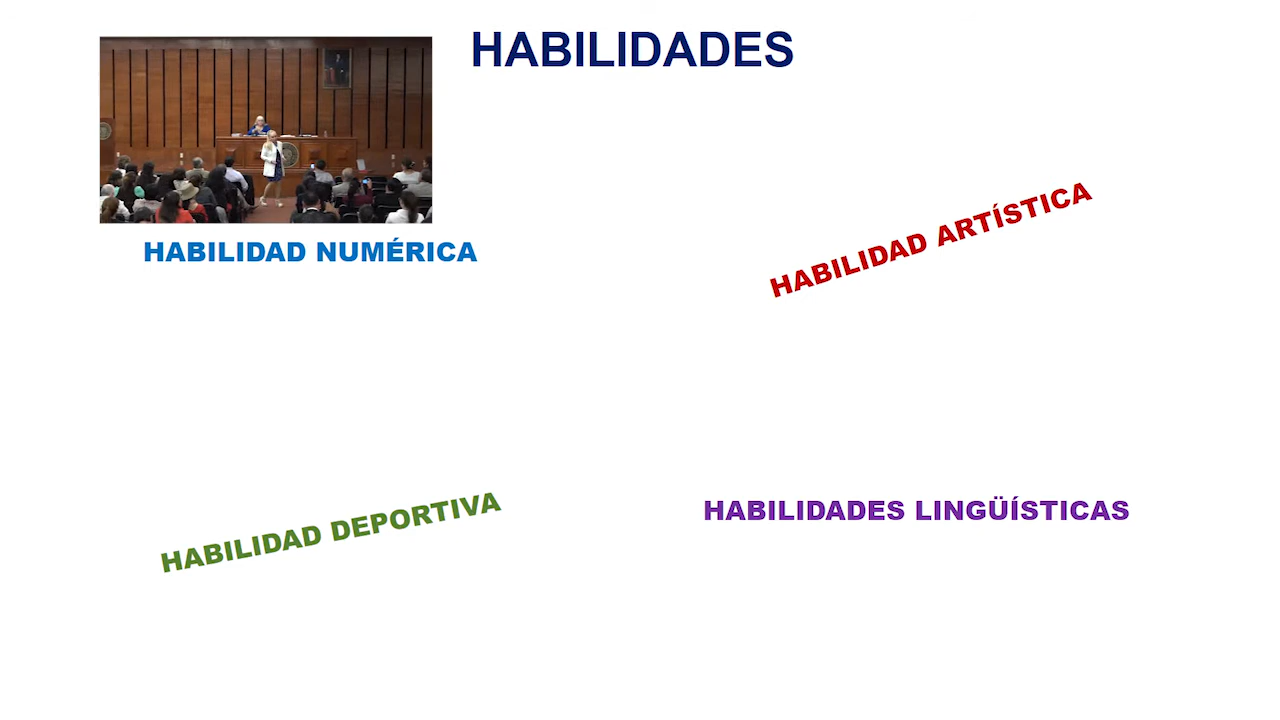 HABILIDADES
HABILIDAD NUMÉRICA
HABILIDAD ARTÍSTICA
HABILIDAD DEPORTIVA
HABILIDADES LINGÜÍSTICAS